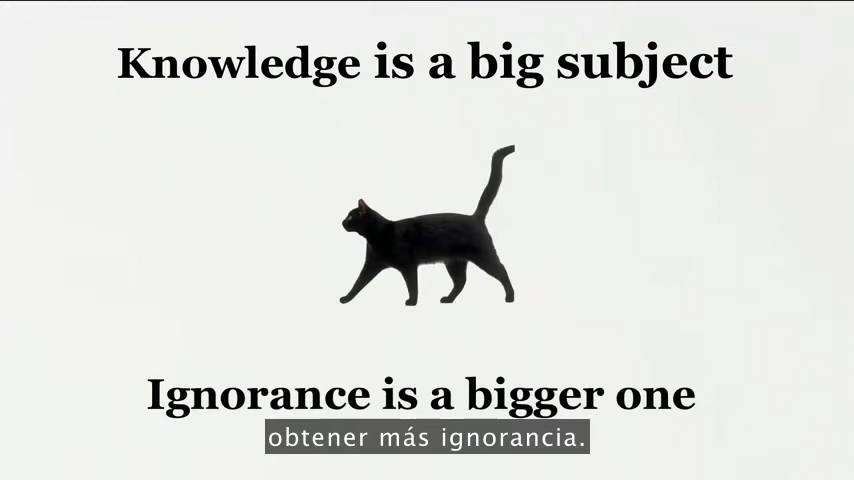 Knowledge is a big subject
Ignorance is a bigger one
obtener más ignorancia.